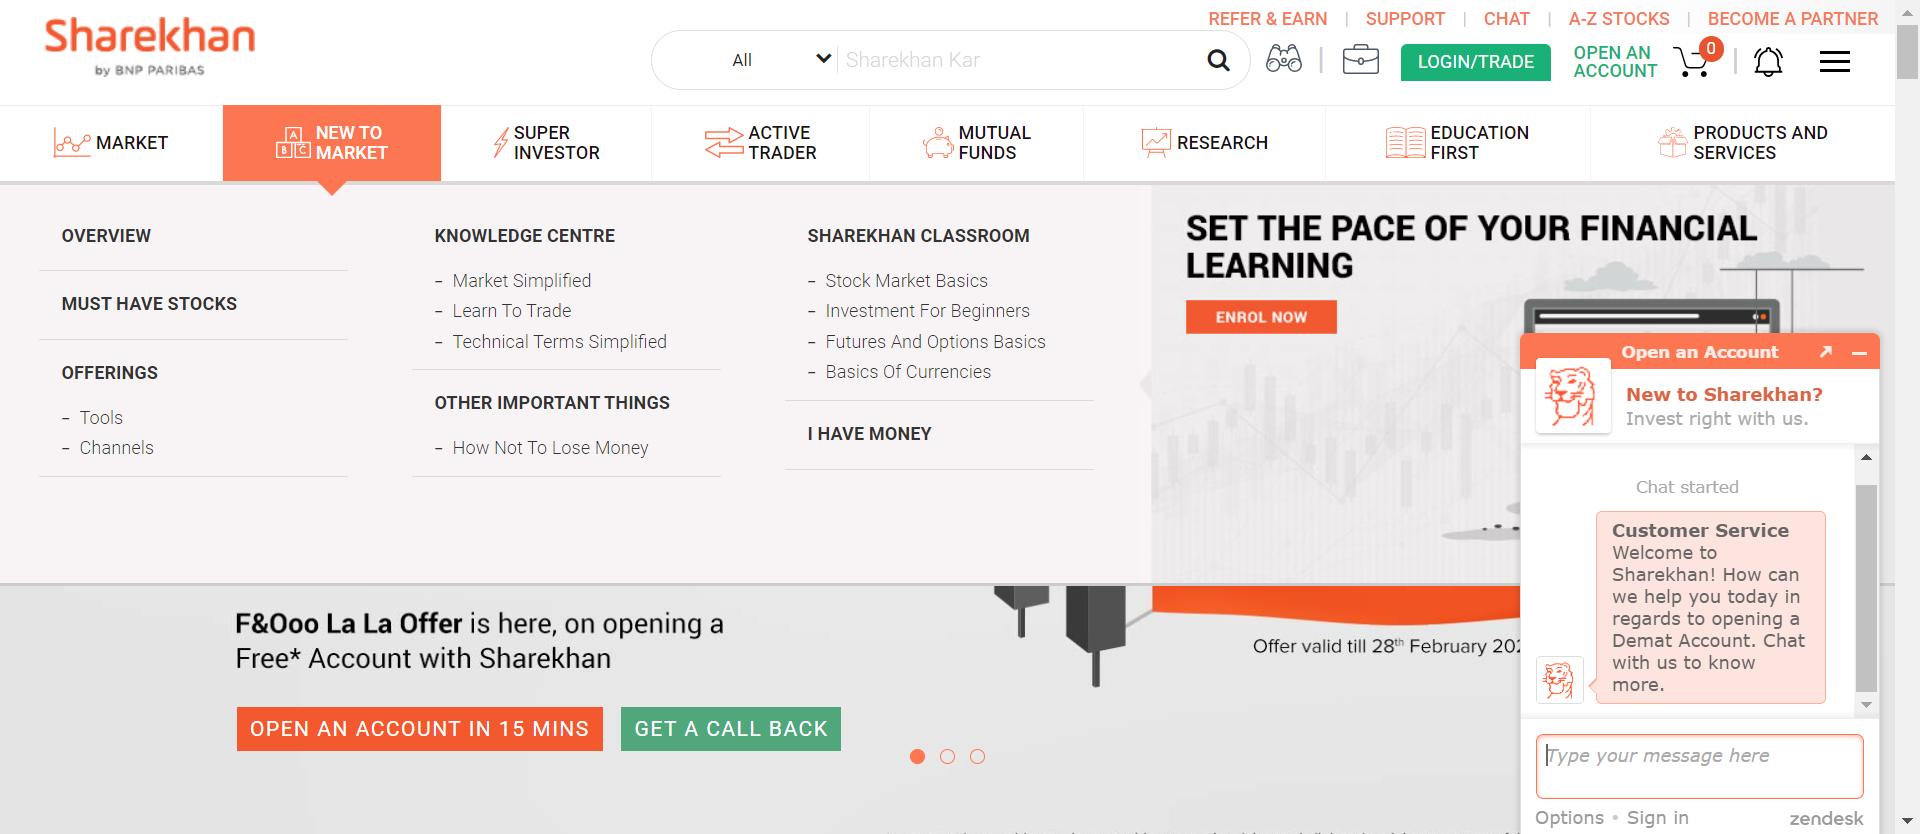 REFER & EARN | SUPPORT | CHAT | A-Z STOCKS | BECOME A PARTNER
Sharekhan
by BNP PARIBAS
All
Sharekhan Kar
LOGIN/TRADE
OPEN AN
ACCOUNT
0
MARKET
A
B C
NEW TO
MARKET
SUPER
INVESTOR
ACTIVE
TRADER
MUTUAL
FUNDS
RESEARCH
EDUCATION
FIRST
PRODUCTS AND
SERVICES
OVERVIEW
MUST HAVE STOCKS
OFFERINGS
- Tools
- Channels
KNOWLEDGE CENTRE
- Market Simplified
- Learn To Trade
- Technical Terms Simplified
OTHER IMPORTANT THINGS
- How Not To Lose Money
SHAREKHAN CLASSROOM
- Stock Market Basics
- Investment For Beginners
- Futures And Options Basics
- Basics Of Currencies
I HAVE MONEY
SET THE PACE OF YOUR FINANCIAL
LEARNING
ENROL NOW
F&Ooo La La Offer is here, on opening a
Free* Account with Sharekhan
OPEN AN ACCOUNT IN 15 MINS
GET A CALL BACK
Offer valid till 28th February
Open an Account
New to Sharekhan?
Invest right with us.
Chat started
Customer Service
Welcome to
Sharekhan! How can
we help you today in
regards to opening a
Demat Account. Chat
with us to know
more.
Type your message here
Options • Sign in
zendesk